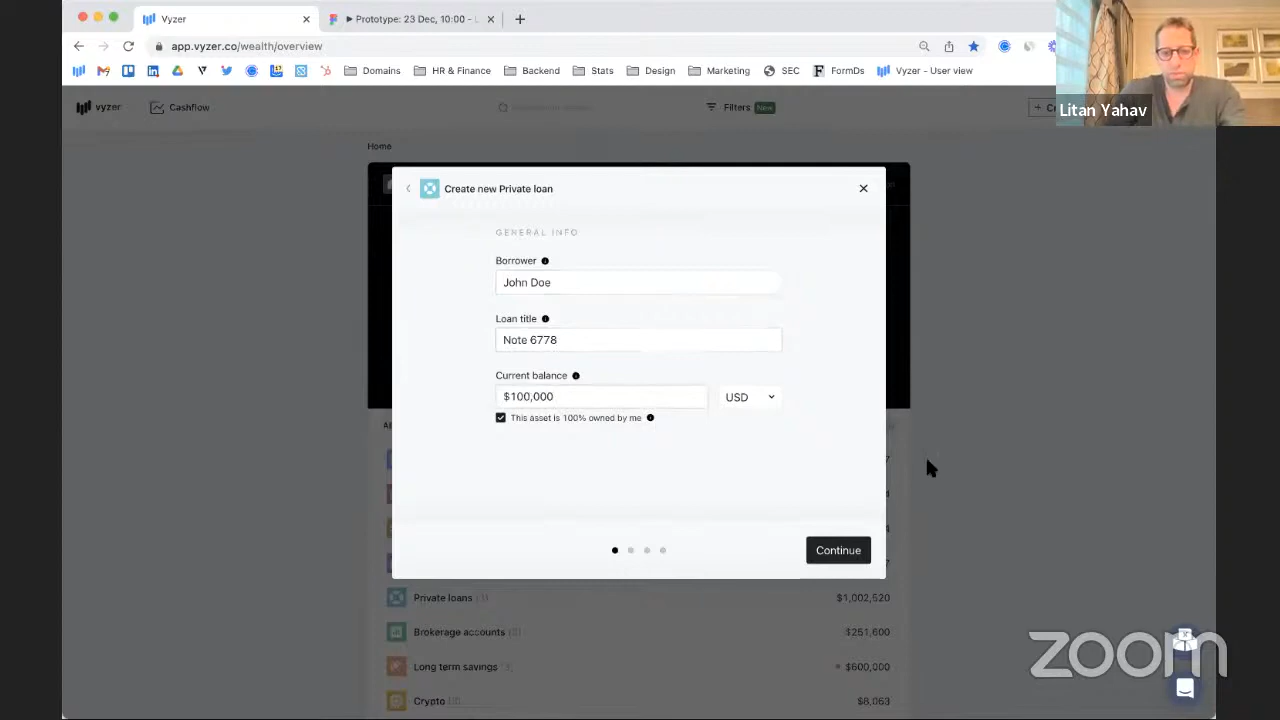 Vyzer
Prototype: 23 Dec, 10:00 -
app.vyzer.co/wealth/overview
Domains
HR & Finance
Backend
Stats
Design
Marketing
SEC
FormDs
Vyzer - User view
vyzer
Cashflow
Filters New
Litan Yahav
Home
Create new Private loan
GENERAL INFO
Borrower
John Doe
Loan title
Note 6778
Current balance
$100,000
USD
This asset is 100% owned by me
Continue
Private loans
$1,002,520
Brokerage accounts
$251,600
Long term savings
$600,000
Crypto
$8,063
zoom